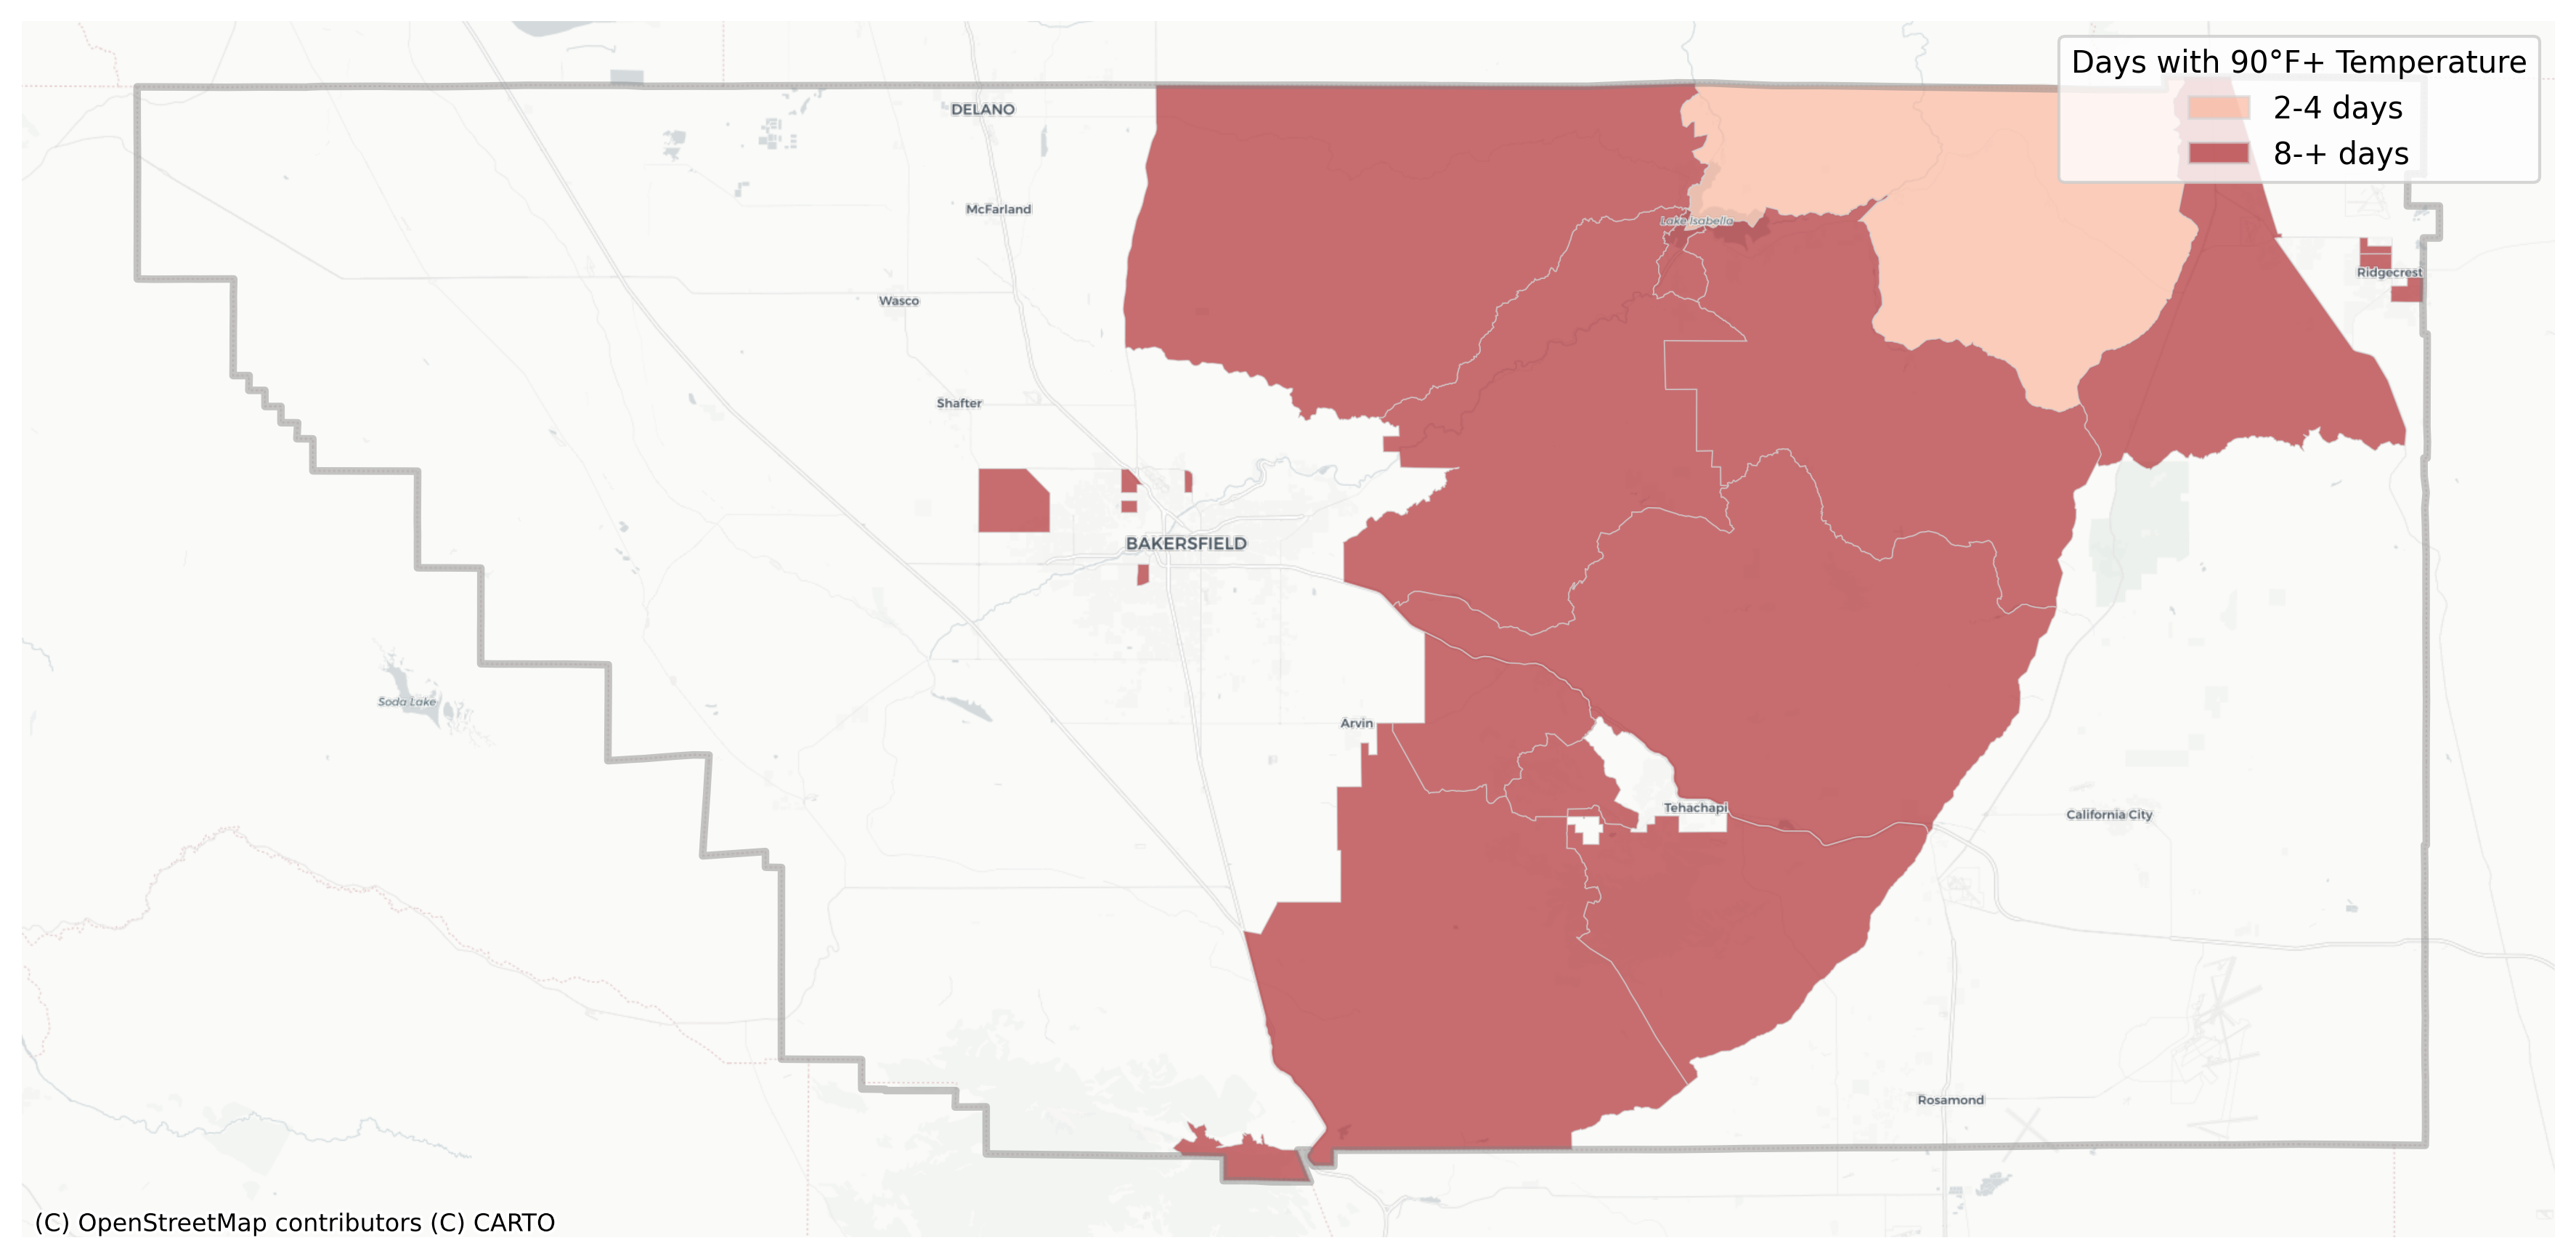 Days with 90°F+ Temperature
2-4 days
8-+ days
DELANO
McFarland
Lake Isabella
Ridgecrest
Wasco
Shafter
BAKERSFIELD
Soda Lake
Arvin
Tehachapi
California City
Rosamond
(C) OpenStreetMap contributors (C) CARTO